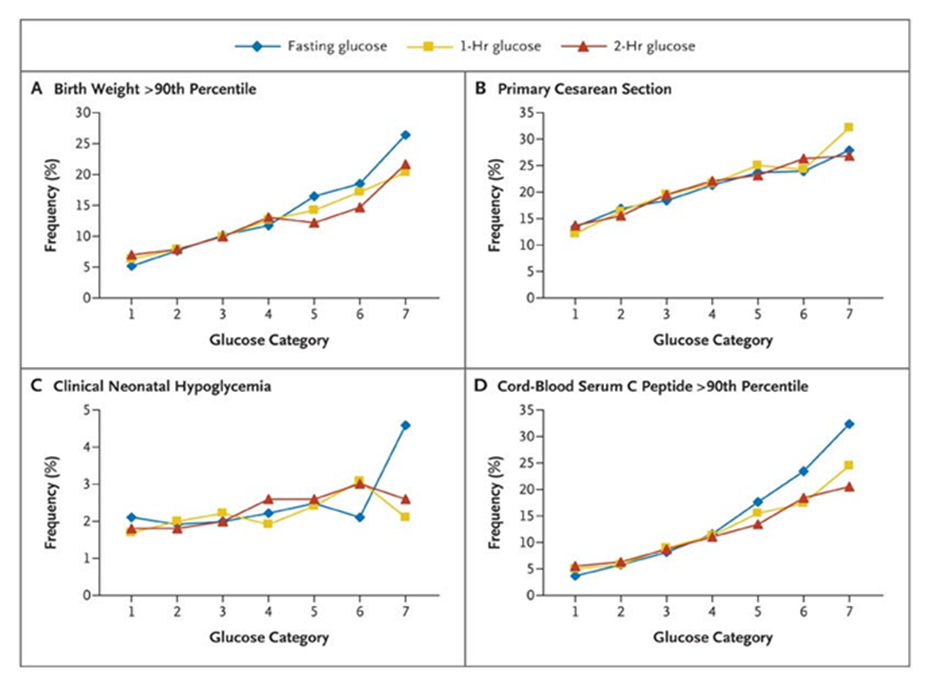 Fasting glucose 1-Hr glucose 2-Hr glucose
A Birth Weight >90th Percentile
Frequency (%)
30
25
20
15
10
5
0
1 2 3 4 5 6 7
Glucose Category
B Primary Cesarean Section
Frequency (%)
35
30
25
20
15
10
5
0
1 2 3 4 5 6 7
Glucose Category
C Clinical Neonatal Hypoglycemia
Frequency (%)
5
4
3
2
1
0
1 2 3 4 5 6 7
Glucose Category
D Cord-Blood Serum C Peptide >90th Percentile
Frequency (%)
35
30
25
20
15
10
5
0
1 2 3 4 5 6 7
Glucose Category